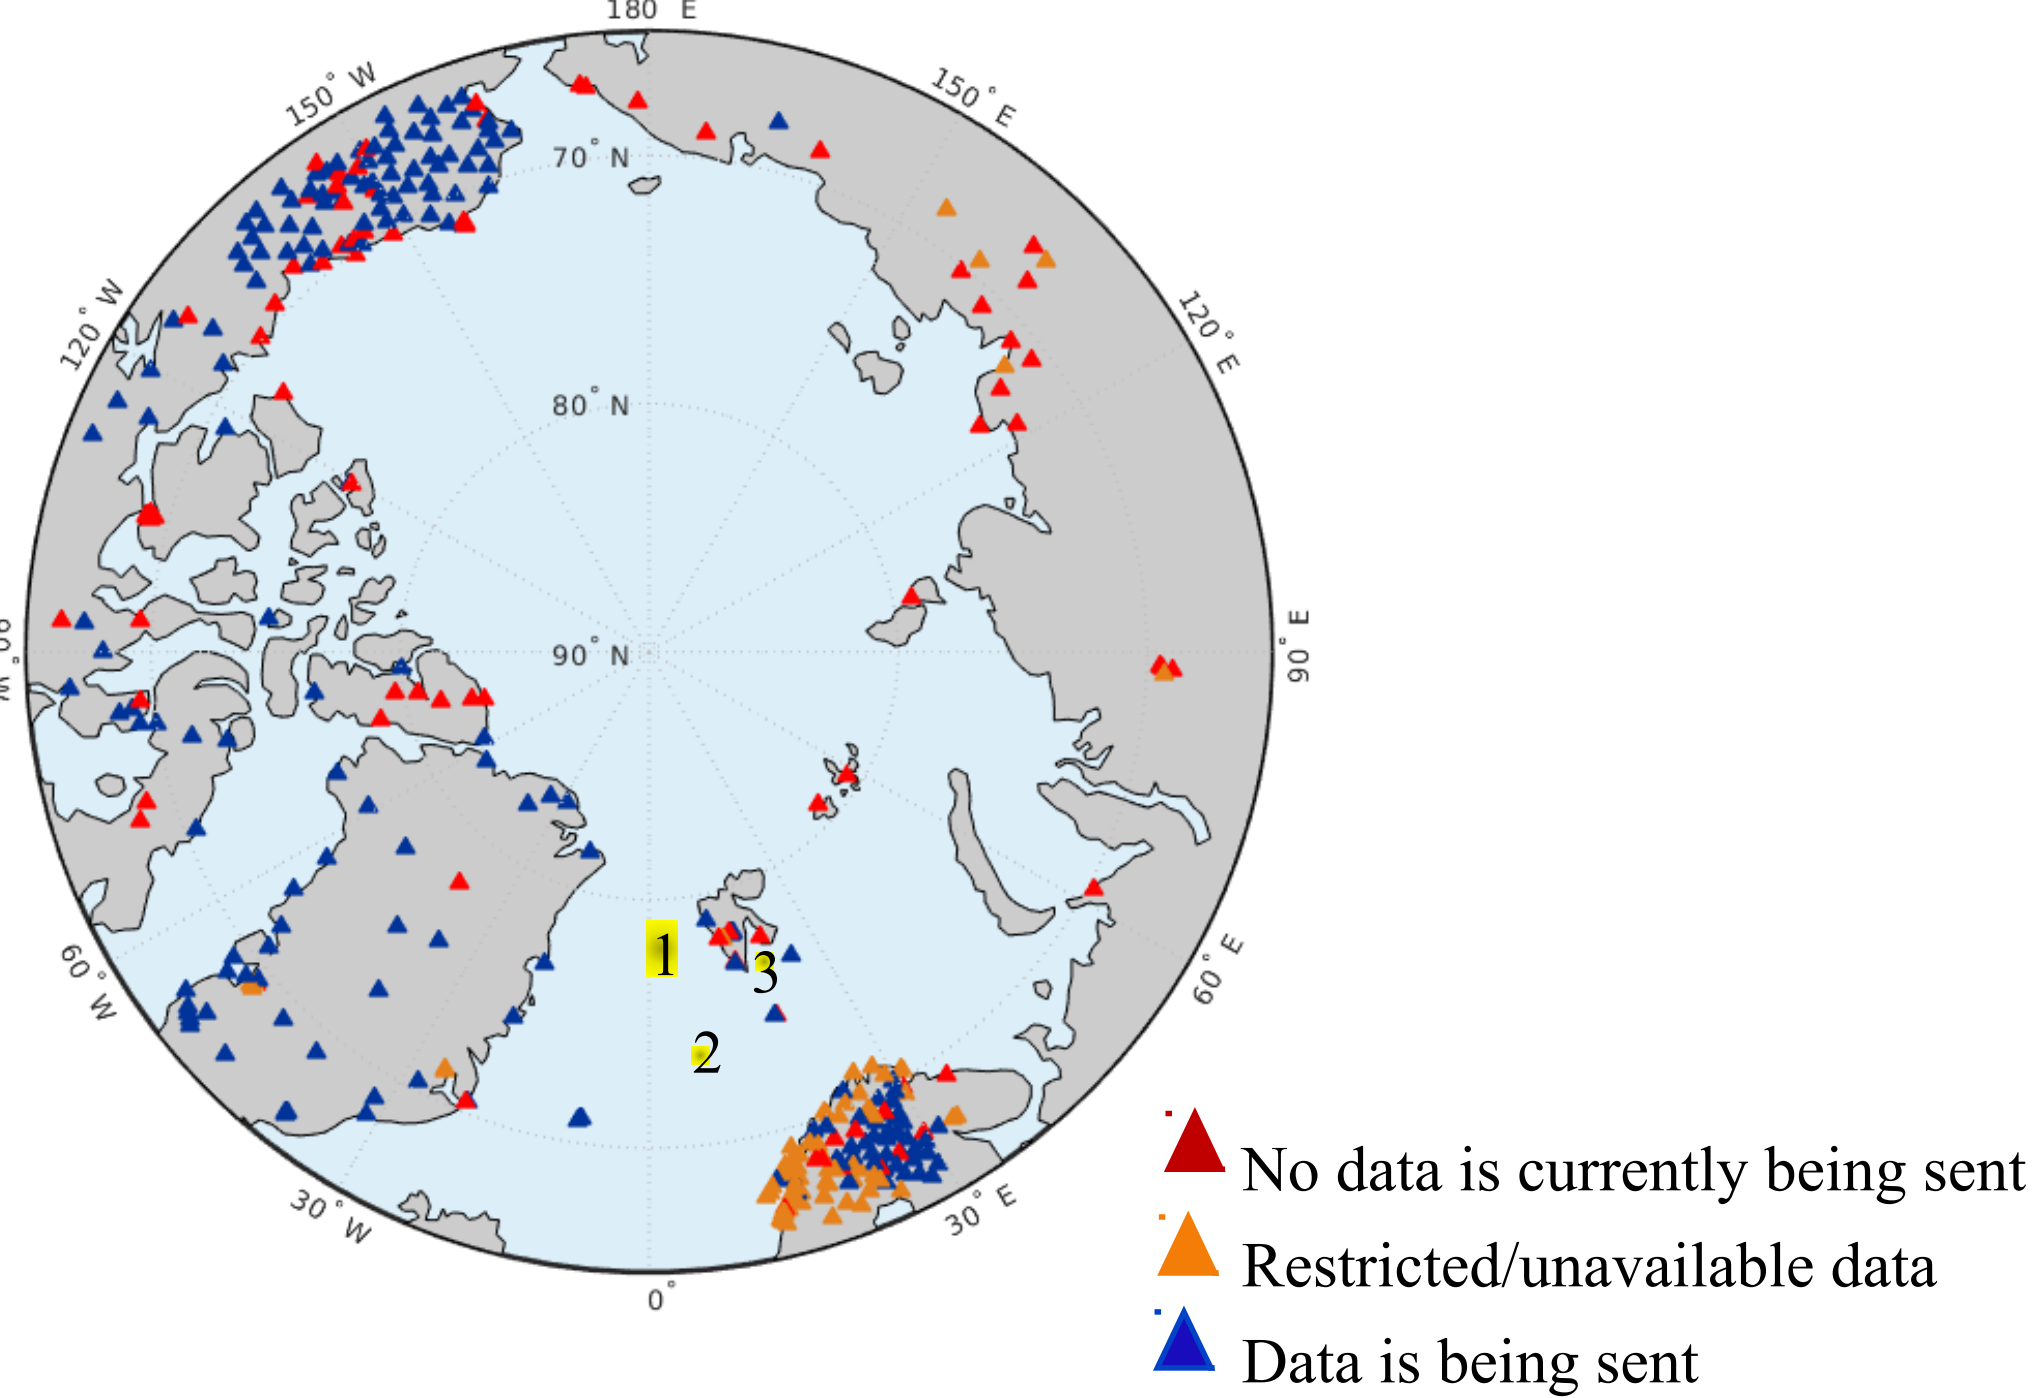 180 E
150° W
150° E
70° N
120° W
120° E
80° N
90° W
90° N
90° E
1
3
60° W
60° E
2
30° W
30° E
0°
No data is currently being sent
Restricted/unavailable data
Data is being sent